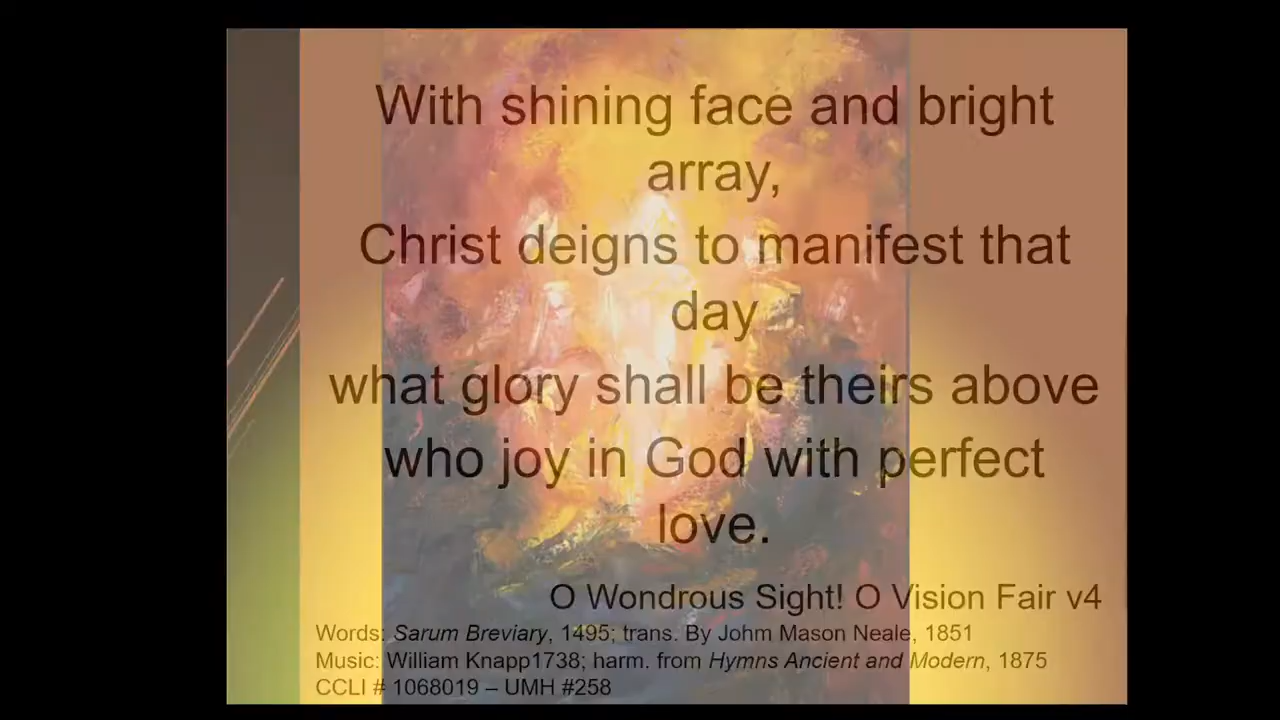 With shining face and bright
array,
Christ deigns to manifest that
day
what glory shall be theirs above
who joy in God with perfect
love.
O Wondrous Sight! O Vision Fair v4
Words: Sarum Breviary, 1495; trans. By Johm Mason Neale, 1851
Music: William Knapp1738; harm. from Hymns Ancient and Modern, 1875
CCLI # 1068019 – UMH #258